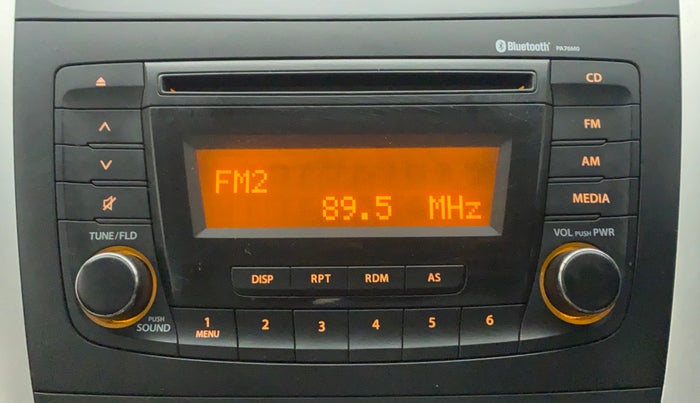 Bluetooth PA76M0
CD
FM
AM
MEDIA
FM2
89.5 MHz
TUNE/FLD
VOL PUSH PWR
DISP RPT RDM AS
PUSH
SOUND
1 2 3 4 5 6
MENU